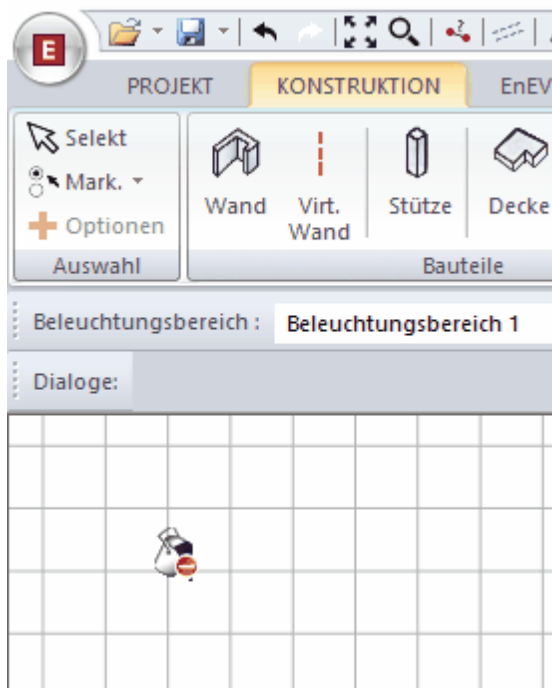 E
PROJEKT KONSTRUKTION EnEV
Selekt
Mark.
Optionen
Auswahl
Wand Virt. Wand Stütze Decke
Bauteile
Beleuchtungsbereich : Beleuchtungsbereich 1
Dialoge: